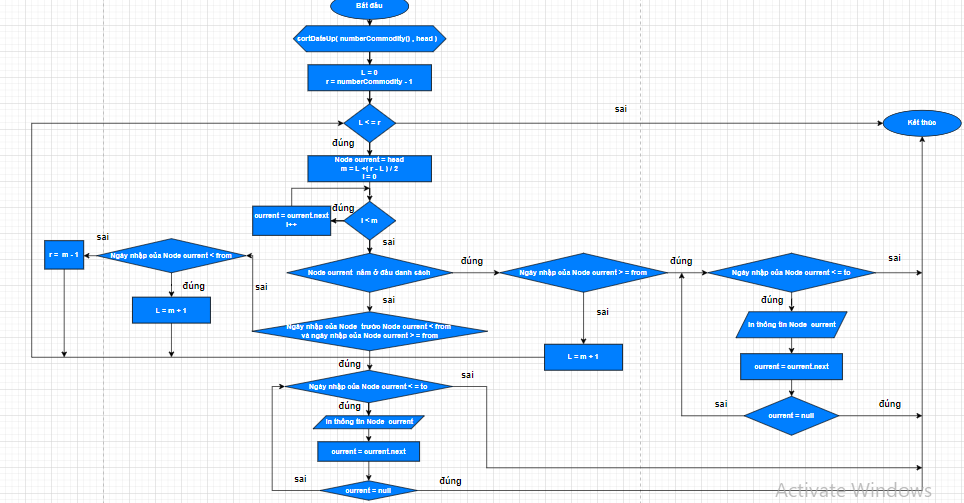 Bắt đầu
sortDateUp( numberCommodity() , head )
L = 0
r = numberCommodity - 1
L < = r
sai
Kết thúc
đúng
Node current = head
m = L +( r - L ) / 2
i = 0
current = current.next
i++
đúng
i < m
sai
r = m - 1
sai
Ngày nhập của Node current < from
đúng
L = m + 1
sai
Node current nằm ở đầu danh sách
đúng
Ngày nhập của Node current > = from
đúng
Ngày nhập của Node current < = to
sai
sai
Ngày nhập của Node trước Node current < from
và ngày nhập của Node current > = from
sai
L = m + 1
đúng
In thông tin Node current
current = current.next
sai
current = null
đúng
đúng
Ngày nhập của Node current < = to
sai
đúng
In thông tin Node current
current = current.next
sai
current = null
đúng
Activate Windows